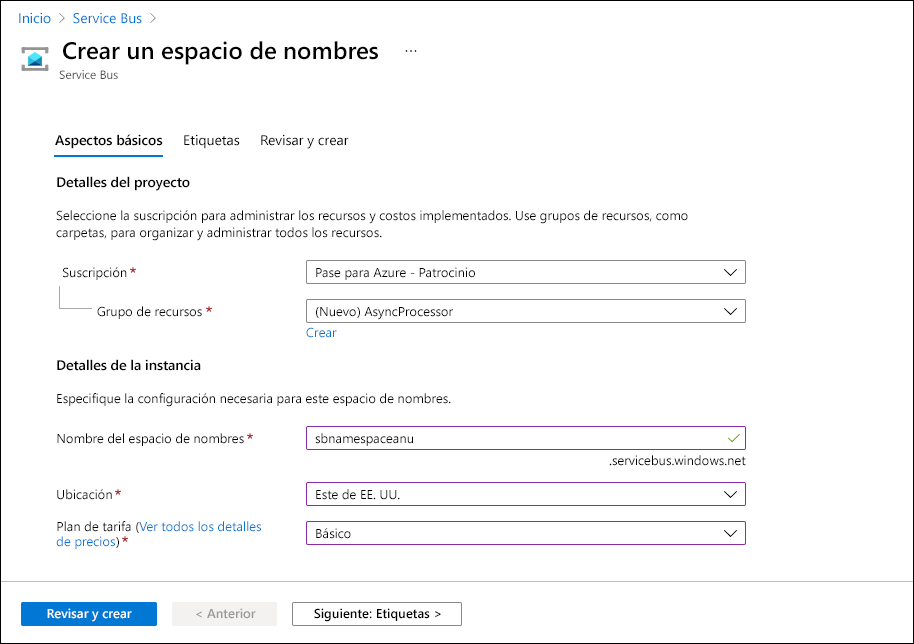 Inicio > Service Bus >
Crear un espacio de nombres ...
Service Bus
Aspectos básicos Etiquetas Revisar y crear
Detalles del proyecto
Seleccione la suscripción para administrar los recursos y costos implementados. Use grupos de recursos, como
carpetas, para organizar y administrar todos los recursos.
Suscripción * Pase para Azure - Patrocinio
Grupo de recursos * (Nuevo) AsyncProcessor
Crear
Detalles de la instancia
Especifique la configuración necesaria para este espacio de nombres.
Nombre del espacio de nombres * sbnamespaceanu
.servicebus.windows.net
Ubicación * Este de EE. UU.
Plan de tarifa (Ver todos los detalles
de precios) * Básico
Revisar y crear < Anterior Siguiente: Etiquetas >